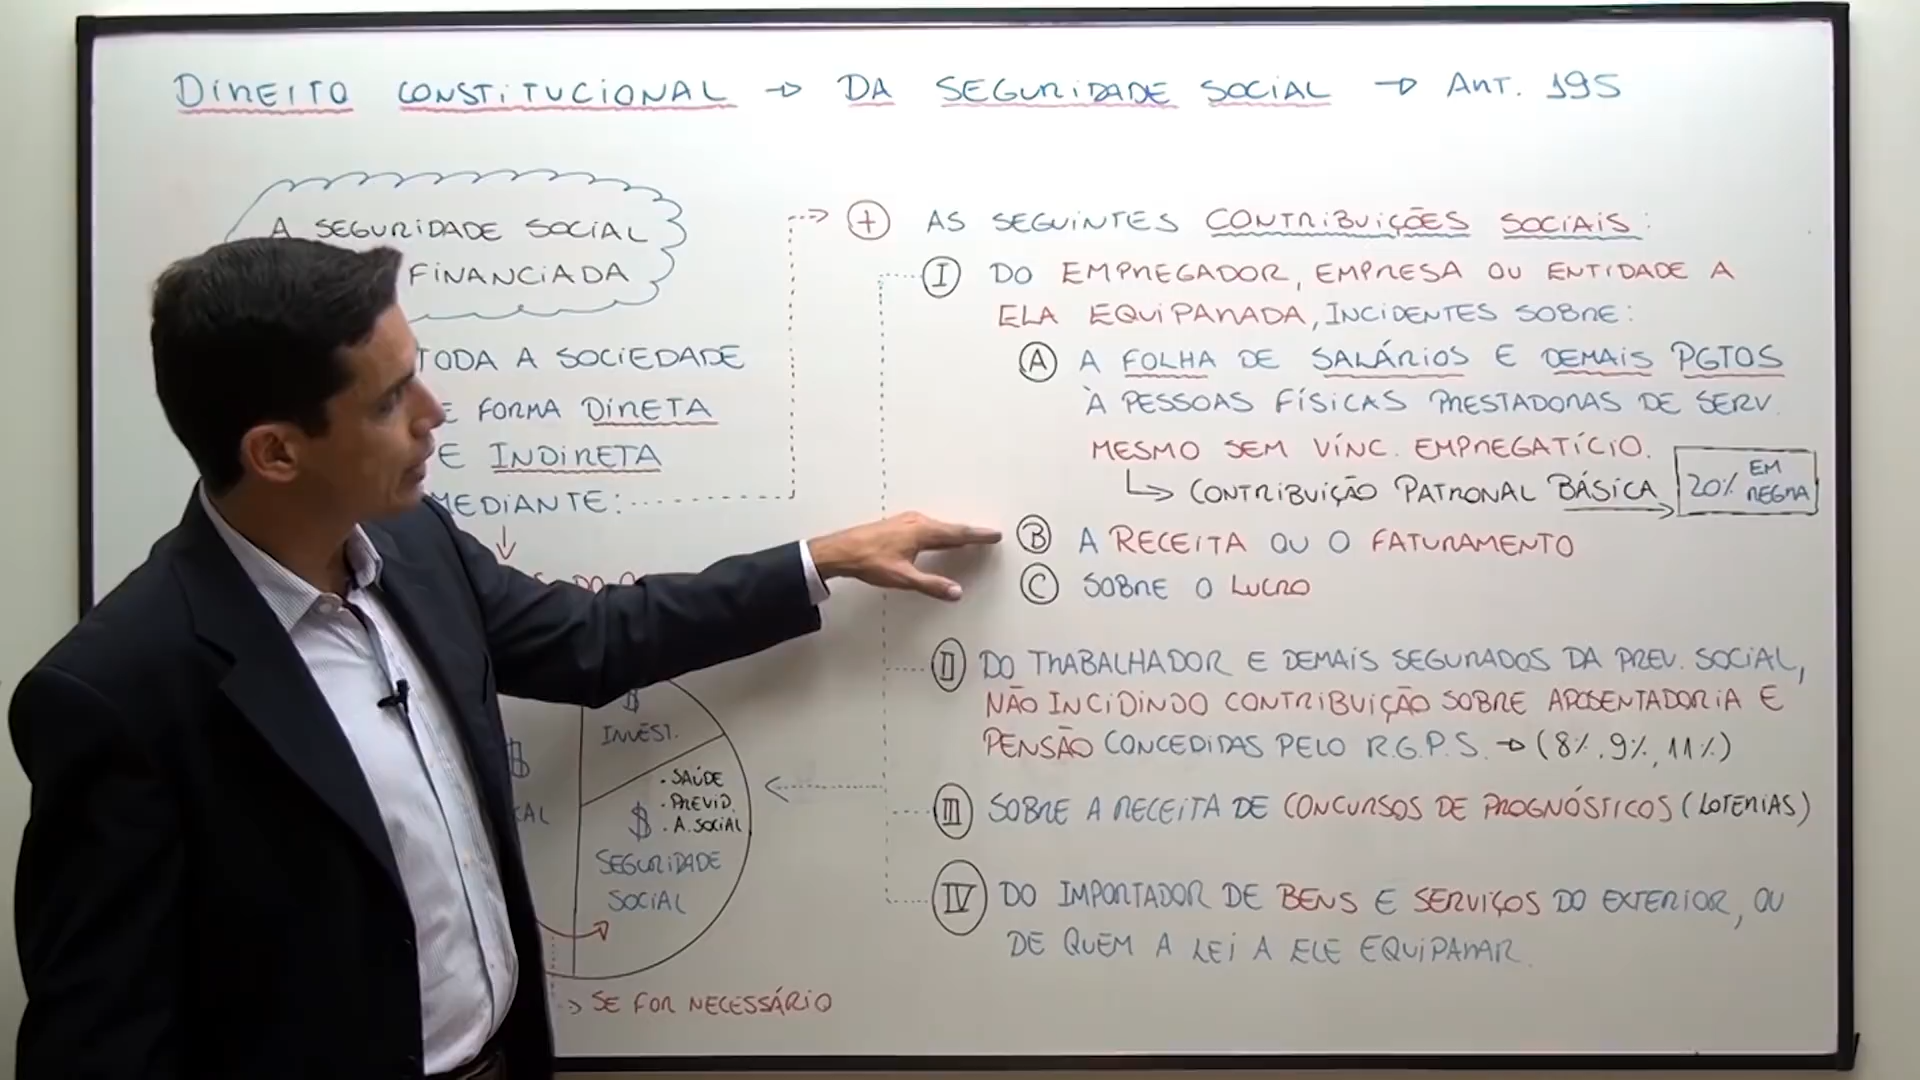 DIREITO CONSTITUCIONAL → DA SEGURIDADE SOCIAL → ART. 195
A SEGURIDADE SOCIAL
FINANCIADA
TODA A SOCIEDADE
E FORMA DIRETA
E INDIRETA
MEDIANTE:
INVEST.
$
. SAÚDE
. PREVID.
. A. SOCIAL
$
SEGURIDADE
SOCIAL
$
CAL
→ SE FOR NECESSÁRIO
+ AS SEGUINTES CONTRIBUIÇÕES SOCIAIS:
I DO EMPREGADOR, EMPRESA OU ENTIDADE A
ELA EQUIPARADA, INCIDENTES SOBRE:
A A FOLHA DE SALÁRIOS E DEMAIS PGTOS
À PESSOAS FÍSICAS PRESTADORAS DE SERV.
MESMO SEM VÍNC. EMPREGATÍCIO.
↳ CONTRIBUIÇÃO PATRONAL BÁSICA → 20% EM REGRA
B A RECEITA OU O FATURAMENTO
C SOBRE O LUCRO
II DO TRABALHADOR E DEMAIS SEGURADOS DA PREV. SOCIAL,
NÃO INCIDINDO CONTRIBUIÇÃO SOBRE APOSENTADORIA E
PENSÃO CONCEDIDAS PELO R.G.P.S. → (8%, 9%, 11%)
III SOBRE A RECEITA DE CONCURSOS DE PROGNÓSTICOS (LOTERIAS)
IV DO IMPORTADOR DE BENS E SERVIÇOS DO EXTERIOR, OU
DE QUEM A LEI A ELE EQUIPARAR.